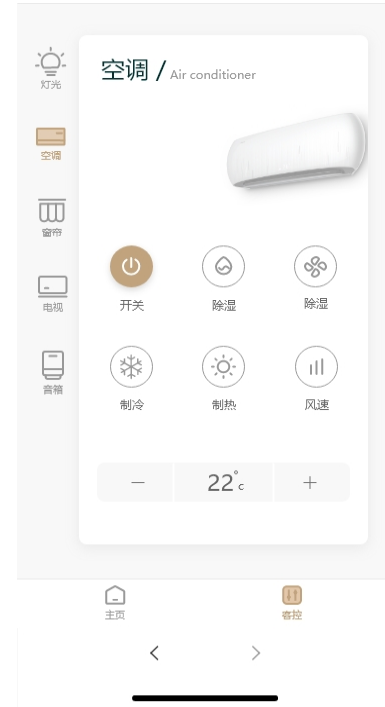 灯光
空调
窗帘
电视
音箱
空调 / Air conditioner
开关
除湿
除湿
制冷
制热
风速
22°c
主页
客控